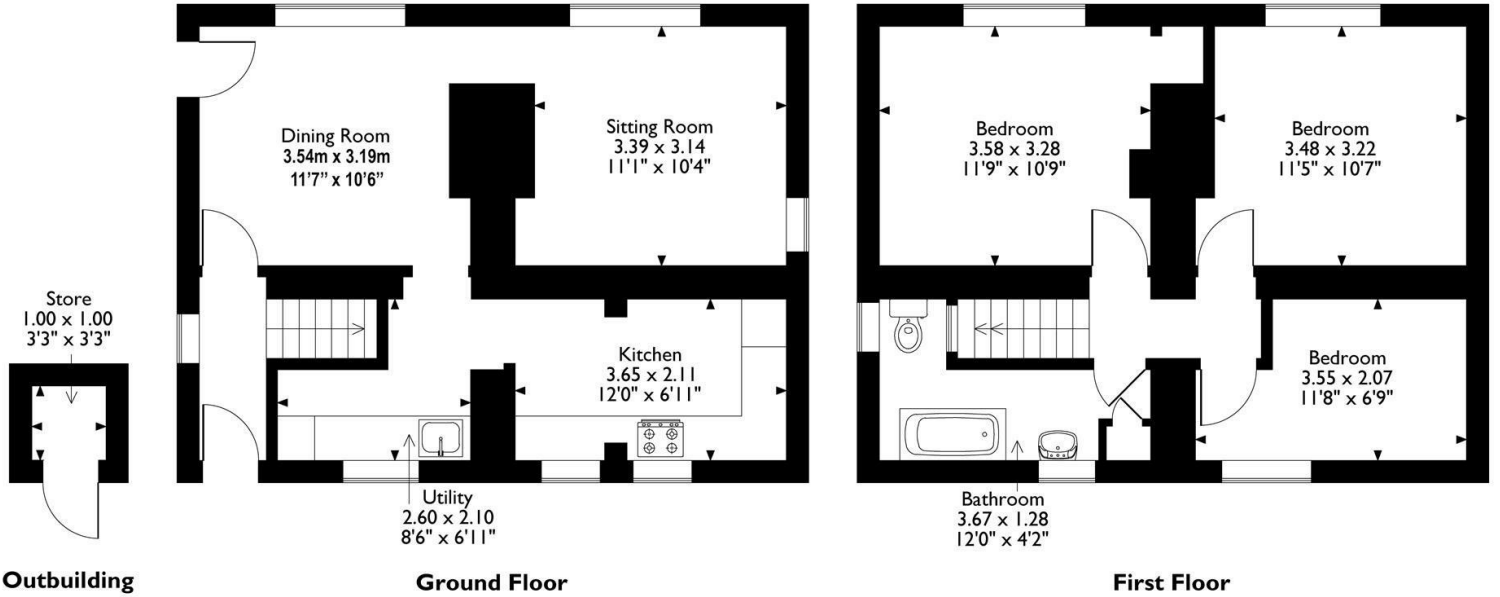 Dining Room
3.54m x 3.19m
11'7" x 10'6"
Sitting Room
3.39 x 3.14
11'1" x 10'4"
Bedroom
3.58 x 3.28
11'9" x 10'9"
Bedroom
3.48 x 3.22
11'5" x 10'7"
Store
1.00 x 1.00
3'3" x 3'3"
Kitchen
3.65 x 2.11
12'0" x 6'11"
Bedroom
3.55 x 2.07
11'8" x 6'9"
Utility
2.60 x 2.10
8'6" x 6'11"
Bathroom
3.67 x 1.28
12'0" x 4'2"
Outbuilding
Ground Floor
First Floor